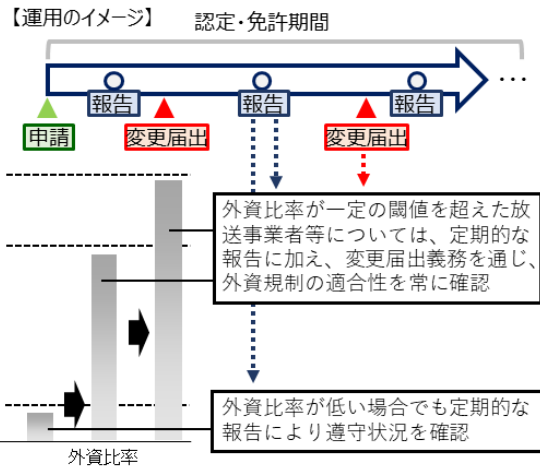 【運用のイメージ】
認定・免許期間
…
報告
報告
報告
申請
変更届出
変更届出
外資比率が一定の閾値を超えた放
送事業者等については、定期的な
報告に加え、変更届出義務を通じ、
外資規制の適合性を常に確認
外資比率が低い場合でも定期的な
報告により遵守状況を確認
外資比率